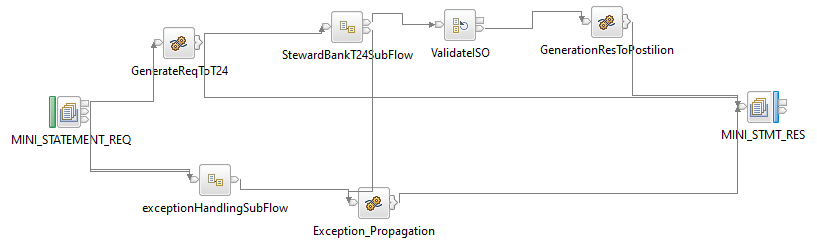 StewardBankT24SubFlow
ValidateISO
GenerationResToPostilion
GenerateReqToT24
MINI_STATEMENT_REQ
MINI_STMT_RES
exceptionHandlingSubFlow
Exception_Propagation